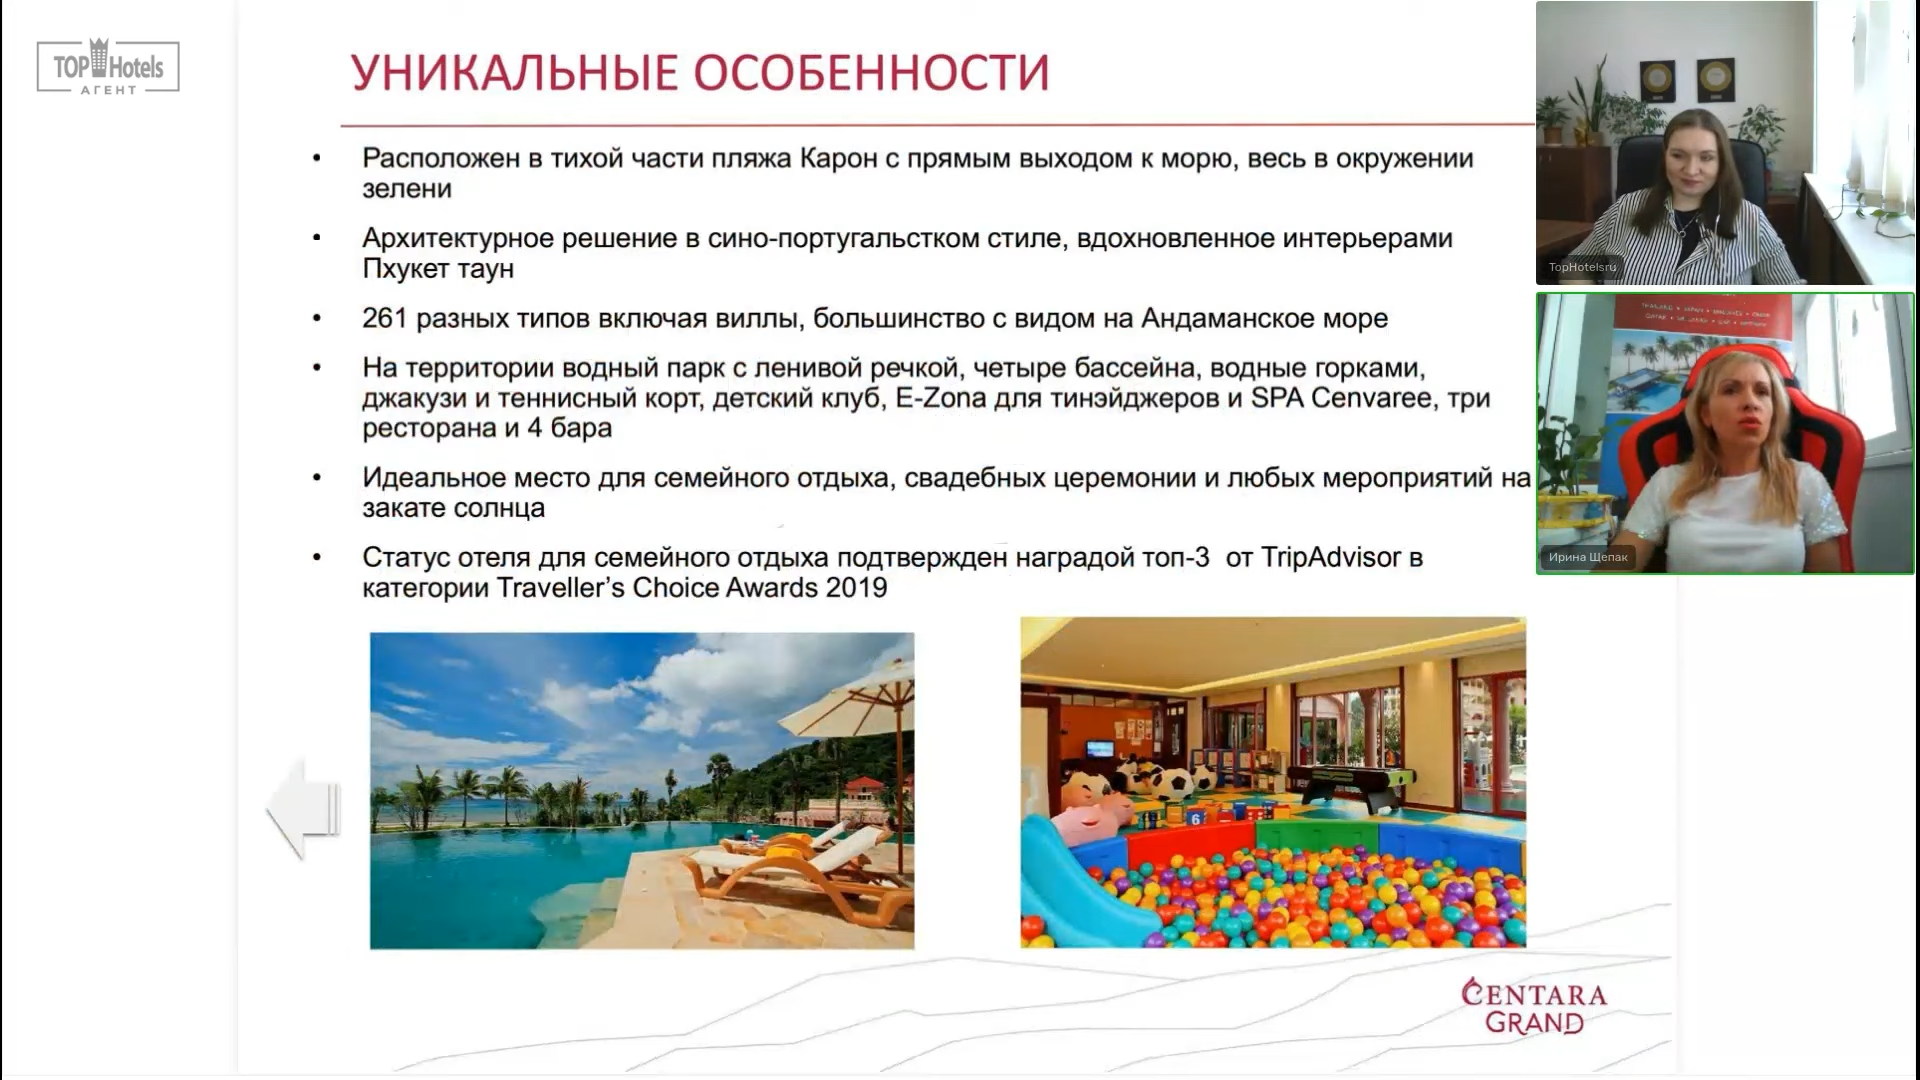 TOP Hotels
АГЕНТ
УНИКАЛЬНЫЕ ОСОБЕННОСТИ
• Расположен в тихой части пляжа Карон с прямым выходом к морю, весь в окружении
зелени
• Архитектурное решение в сино-португальстком стиле, вдохновленное интерьерами
Пхукет таун
• 261 разных типов включая виллы, большинство с видом на Андаманское море
• На территории водный парк с ленивой речкой, четыре бассейна, водные горками,
джакузи и теннисный корт, детский клуб, E-Zona для тинэйджеров и SPA Cenvaree, три
ресторана и 4 бара
• Идеальное место для семейного отдыха, свадебных церемонии и любых мероприятий на
закате солнца
• Статус отеля для семейного отдыха подтвержден наградой топ-3 от TripAdvisor в
категории Traveller’s Choice Awards 2019
6
CENTARA
GRAND
TopHotelsru
Ирина Щепак